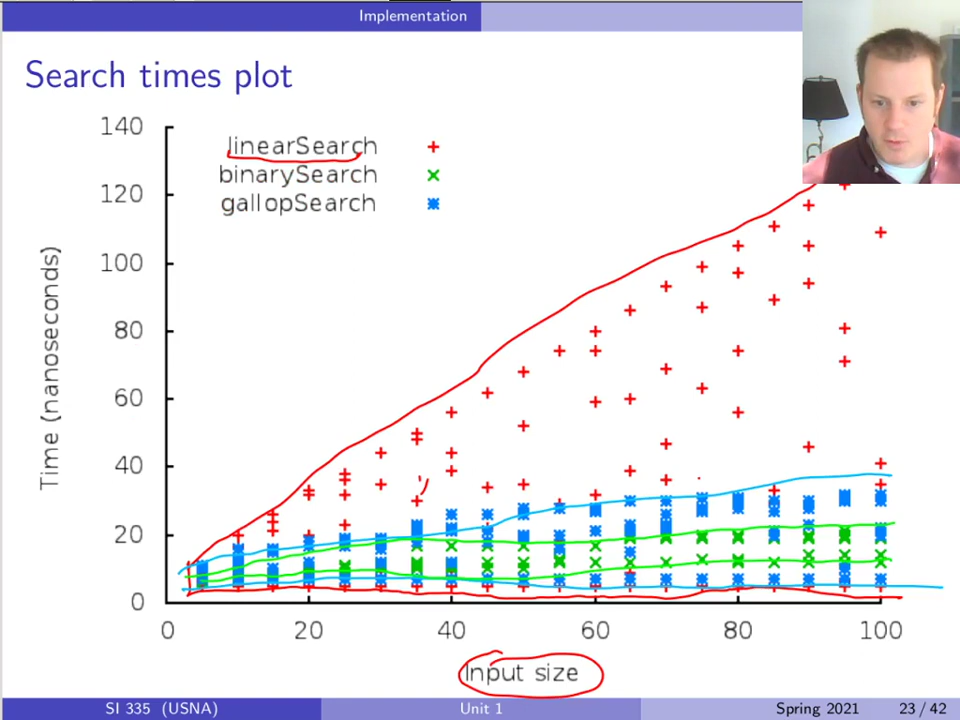 Implementation
Search times plot
140
120
100
80
60
40
20
0
linearSearch
binarySearch
gallopSearch
Time (nanoseconds)
0 20 40 60 80 100
Input size
SI 335 (USNA) Unit 1 Spring 2021 23 / 42